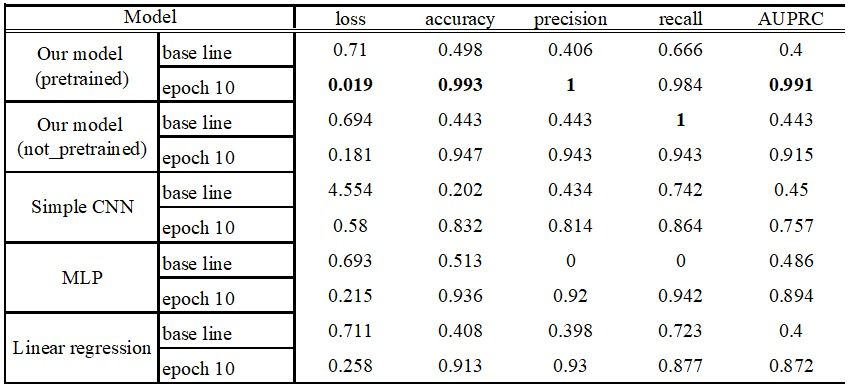 Model loss accuracy precision recall AUPRC
Our model (pretrained) base line 0.71 0.498 0.406 0.666 0.4
epoch 10 0.019 0.993 1 0.984 0.991
Our model (not_pretrained) base line 0.694 0.443 0.443 1 0.443
epoch 10 0.181 0.947 0.943 0.943 0.915
Simple CNN base line 4.554 0.202 0.434 0.742 0.45
epoch 10 0.58 0.832 0.814 0.864 0.757
MLP base line 0.693 0.513 0 0 0.486
epoch 10 0.215 0.936 0.92 0.942 0.894
Linear regression base line 0.711 0.408 0.398 0.723 0.4
epoch 10 0.258 0.913 0.93 0.877 0.872